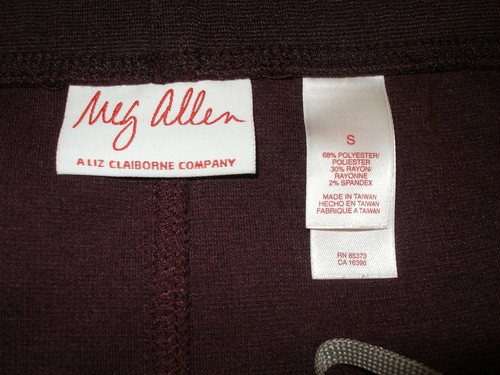 Meg Allen
A LIZ CLAIBORNE COMPANY
S
68% POLYESTER/
POLIESTER
30% RAYON/
RAYONNE
2% SPANDEX
MADE IN TAIWAN
HECHO EN TAIWAN
FABRIQUE A TAIWAN
RN 85373
CA 16396